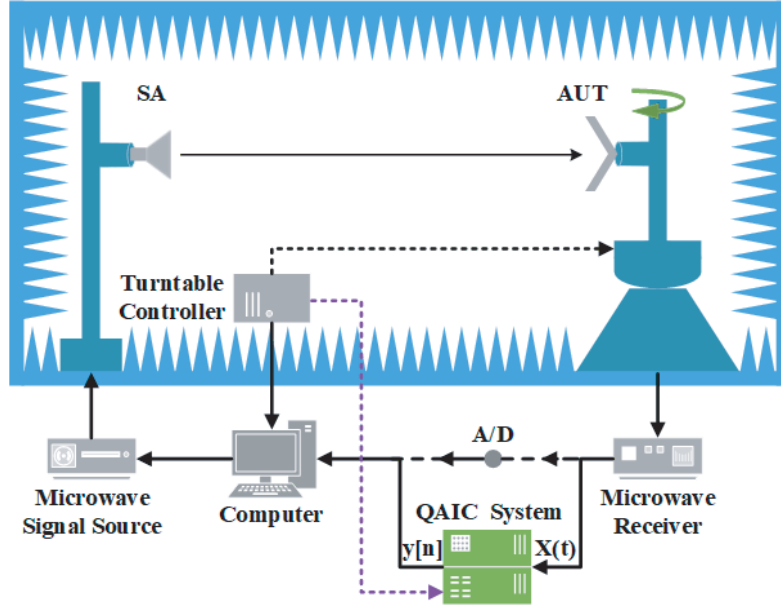 SA
AUT
Turntable
Controller
A/D
Microwave
Signal Source
Computer
Microwave
Receiver
QAIC System
y[n]
X(t)